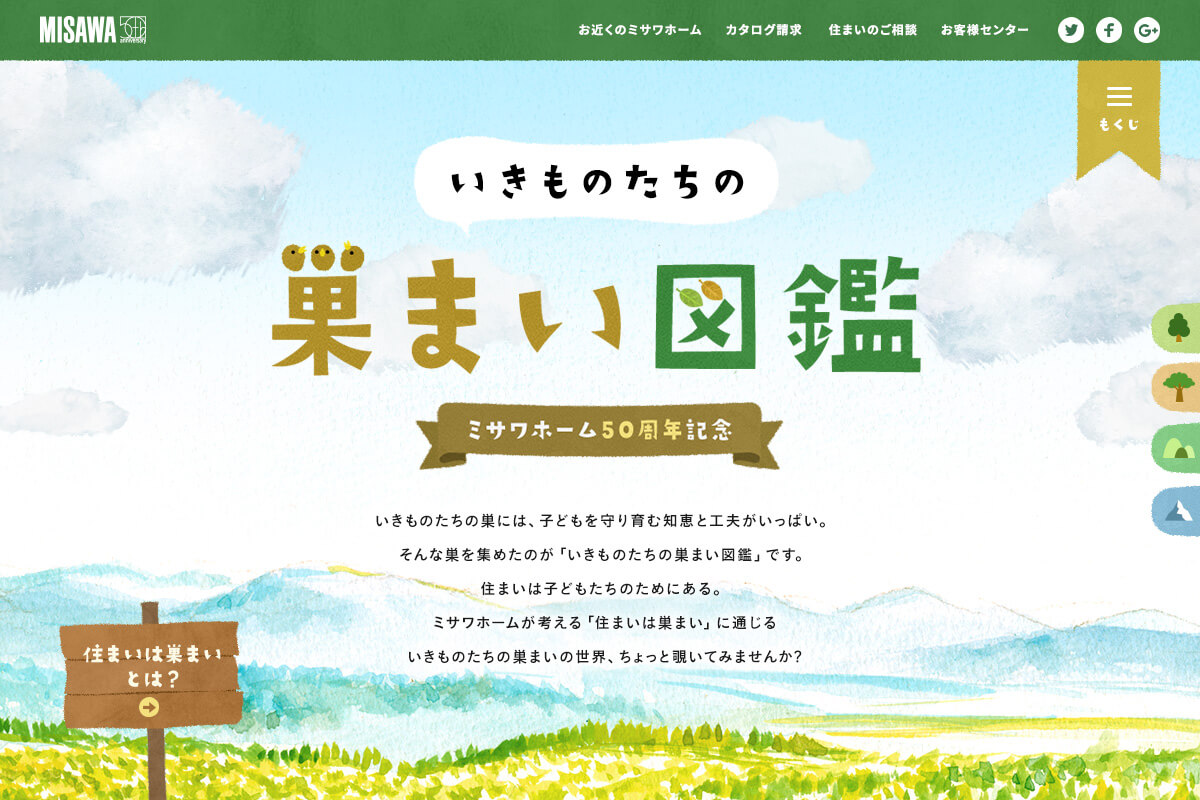 MISAWA
50th
anniversary
お近くのミサワホーム
カタログ請求
住まいのご相談
お客様センター
G+
もくじ
いきものたちの
巣まい図鑑
ミサワホーム50周年記念
いきものたちの巣には、子どもを守り育む知恵と工夫がいっぱい。
そんな巣を集めたのが「いきものたちの巣まい図鑑」です。
住まいは子どもたちのためにある。
ミサワホームが考える「住まいは巣まい」に通じる
いきものたちの巣まいの世界、ちょっと覗いてみませんか？
住まいは巣まい
とは？